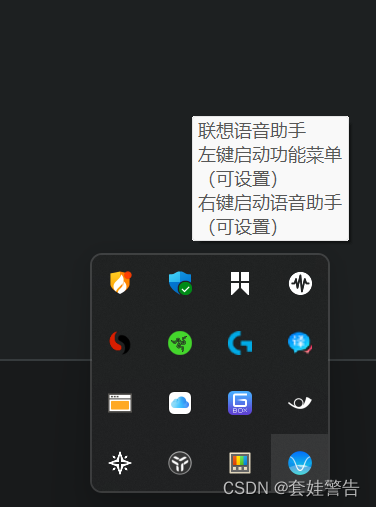 联想语音助手
左键启动功能菜单
（可设置）
右键启动语音助手
（可设置）
G
BOX
CSDN @套娃警告